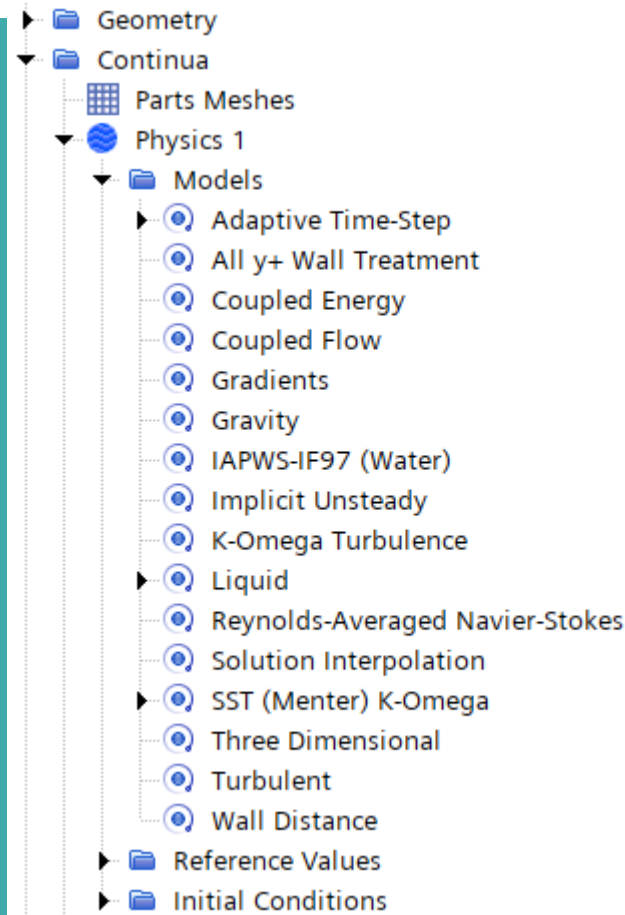 Geometry
Continua
Parts Meshes
Physics 1
Models
Adaptive Time-Step
All y+ Wall Treatment
Coupled Energy
Coupled Flow
Gradients
Gravity
IAPWS-IF97 (Water)
Implicit Unsteady
K-Omega Turbulence
Liquid
Reynolds-Averaged Navier-Stokes
Solution Interpolation
SST (Menter) K-Omega
Three Dimensional
Turbulent
Wall Distance
Reference Values
Initial Conditions